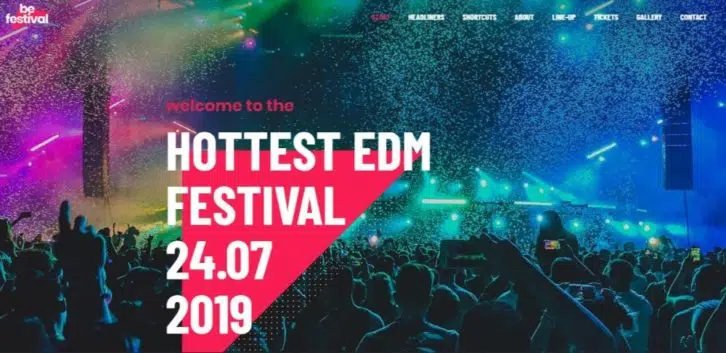 be
festival
START
HEADLINERS
SHORTCUTS
ABOUT
LINE-UP
TICKETS
GALLERY
CONTACT
welcome to the
HOTTEST EDM
FESTIVAL
24.07
2019